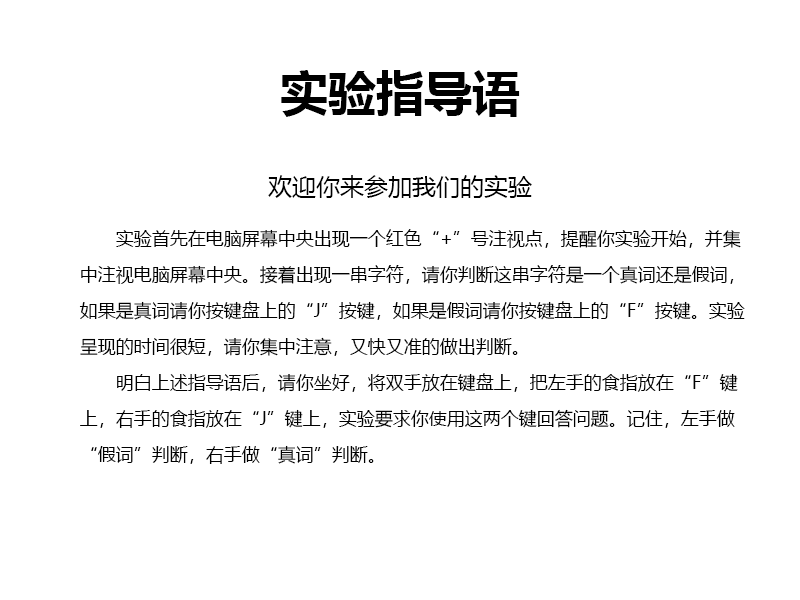 实验指导语
欢迎你来参加我们的实验
实验首先在电脑屏幕中央出现一个红色“+”号注视点，提醒你实验开始，并集
中注视电脑屏幕中央。接着出现一串字符，请你判断这串字符是一个真词还是假词，
如果是真词请你按键盘上的“J”按键，如果是假词请你按键盘上的“F”按键。实验
呈现的时间很短，请你集中注意，又快又准的做出判断。
明白上述指导语后，请你坐好，将双手放在键盘上，把左手的食指放在“F”键
上，右手的食指放在“J”键上，实验要求你使用这两个键回答问题。记住，左手做
“假词”判断，右手做“真词”判断。